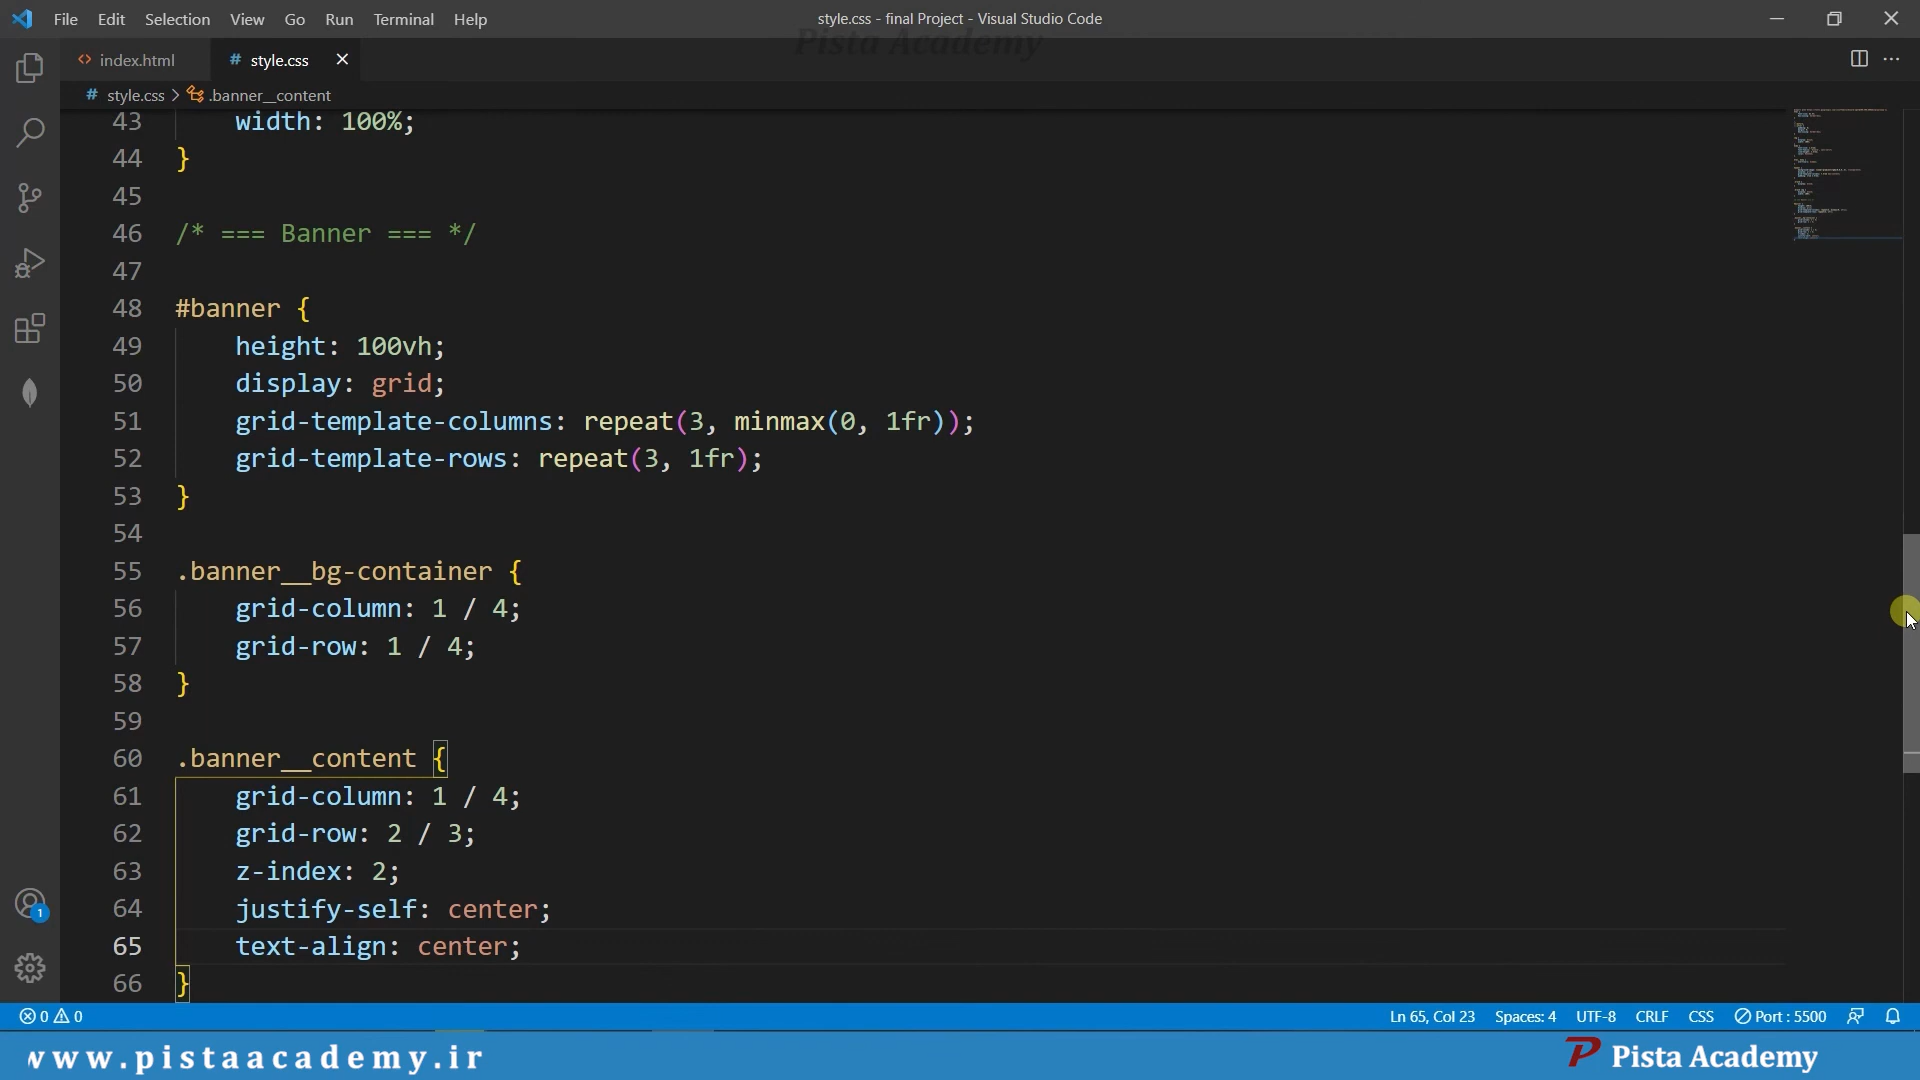 File Edit Selection View Go Run Terminal Help
style.css - final Project - Visual Studio Code
Pista Academy
index.html
# style.css
# style.css > .banner__content
43 width: 100%;
44 }
45
46 /* === Banner === */
47
48 #banner {
49 height: 100vh;
50 display: grid;
51 grid-template-columns: repeat(3, minmax(0, 1fr));
52 grid-template-rows: repeat(3, 1fr);
53 }
54
55 .banner__bg-container {
56 grid-column: 1 / 4;
57 grid-row: 1 / 4;
58 }
59
60 .banner__content {
61 grid-column: 1 / 4;
62 grid-row: 2 / 3;
63 z-index: 2;
64 justify-self: center;
65 text-align: center;
66 }
1
0 0
Ln 65, Col 23 Spaces: 4 UTF-8 CRLF CSS Port : 5500
www.pistaacademy.ir
P Pista Academy